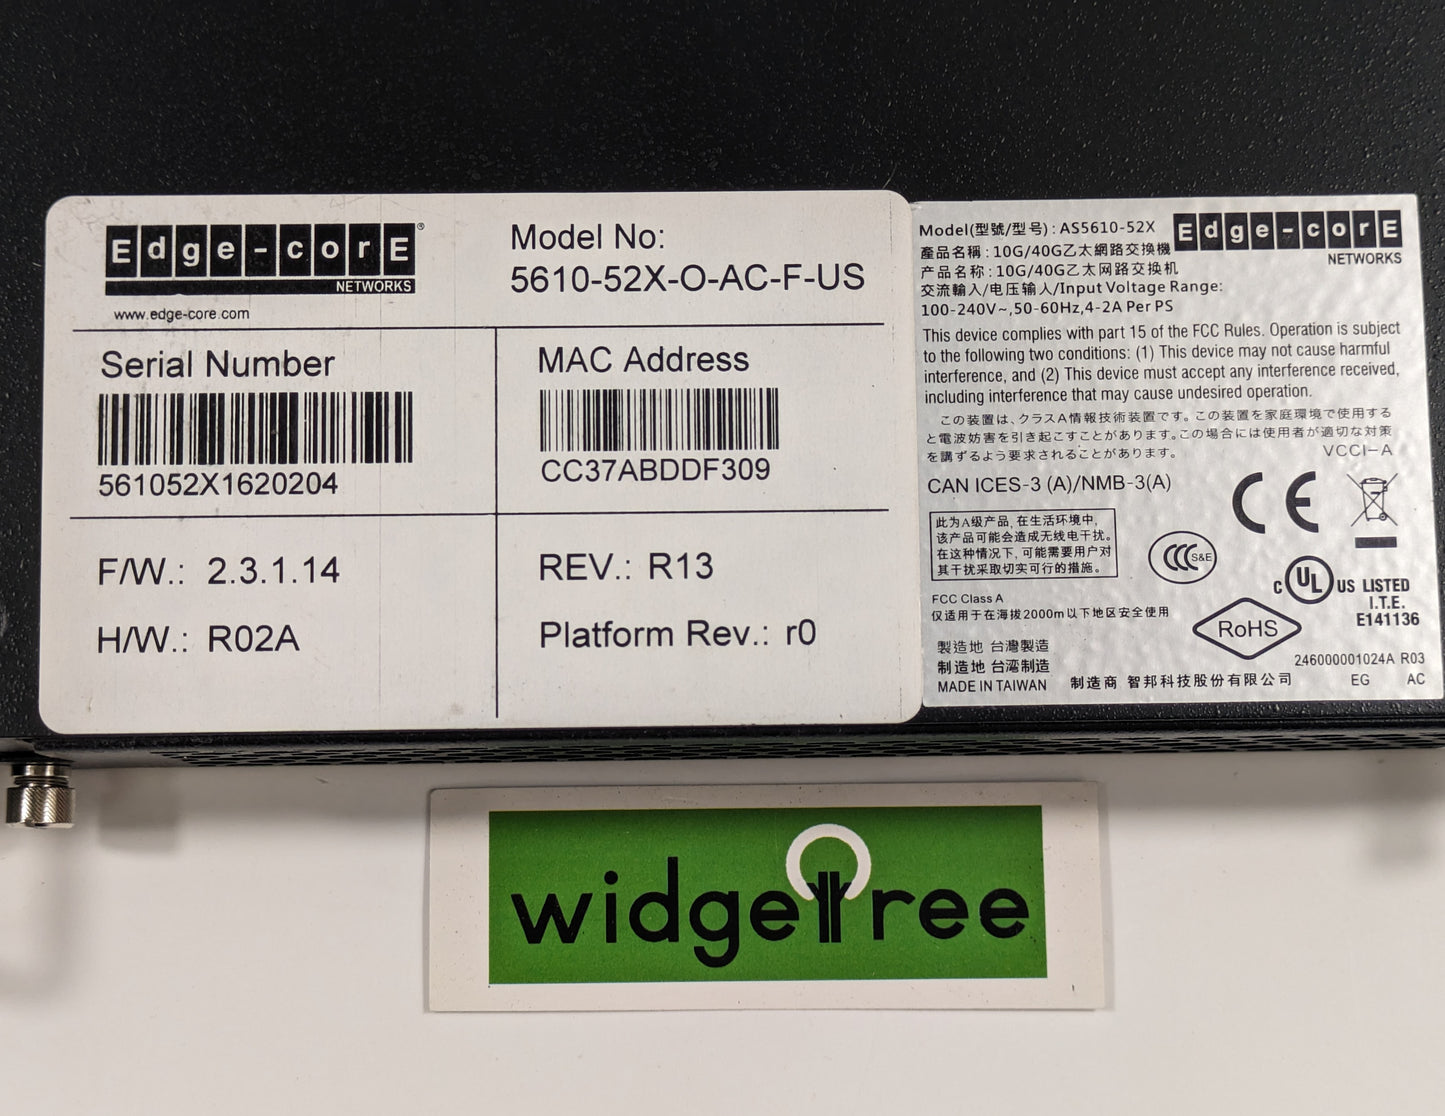 Edge-corE®
NETWORKS
www.edge-core.com
Model No:
5610-52X-O-AC-F-US
Serial Number
561052X1620204
MAC Address
CC37ABDDF309
F/W.: 2.3.1.14
H/W.: R02A
REV.: R13
Platform Rev.: r0
Model(型號/型号): AS5610-52X
Edge-corE
NETWORKS
產品名稱: 10G/40G乙太網路交換機
产品名称: 10G/40G乙太网路交换机
交流輸入/电压输入/Input Voltage Range:
100-240V~,50-60Hz,4-2A Per PS
This device complies with part 15 of the FCC Rules. Operation is subject
to the following two conditions: (1) This device may not cause harmful
interference, and (2) This device must accept any interference received,
including interference that may cause undesired operation.
この装置は、クラスA情報技術装置です。この装置を家庭環境で使用する
と電波妨害を引き起こすことがあります。この場合には使用者が適切な対策
を講ずるよう要求されることがあります。
VCCI-A
CAN ICES-3 (A)/NMB-3(A)
CE
此为A级产品, 在生活环境中,
该产品可能会造成无线电干扰。
在这种情况下, 可能需要用户对
其干扰采取切实可行的措施。
CCC S&E
C UL US LISTED
I.T.E.
E141136
FCC Class A
仅适用于在海拔2000m以下地区安全使用
RoHS
製造地 台灣製造
制造地 台湾制造
MADE IN TAIWAN
制造商 智邦科技股份有限公司
246000001024A R03
EG AC
widgeTree